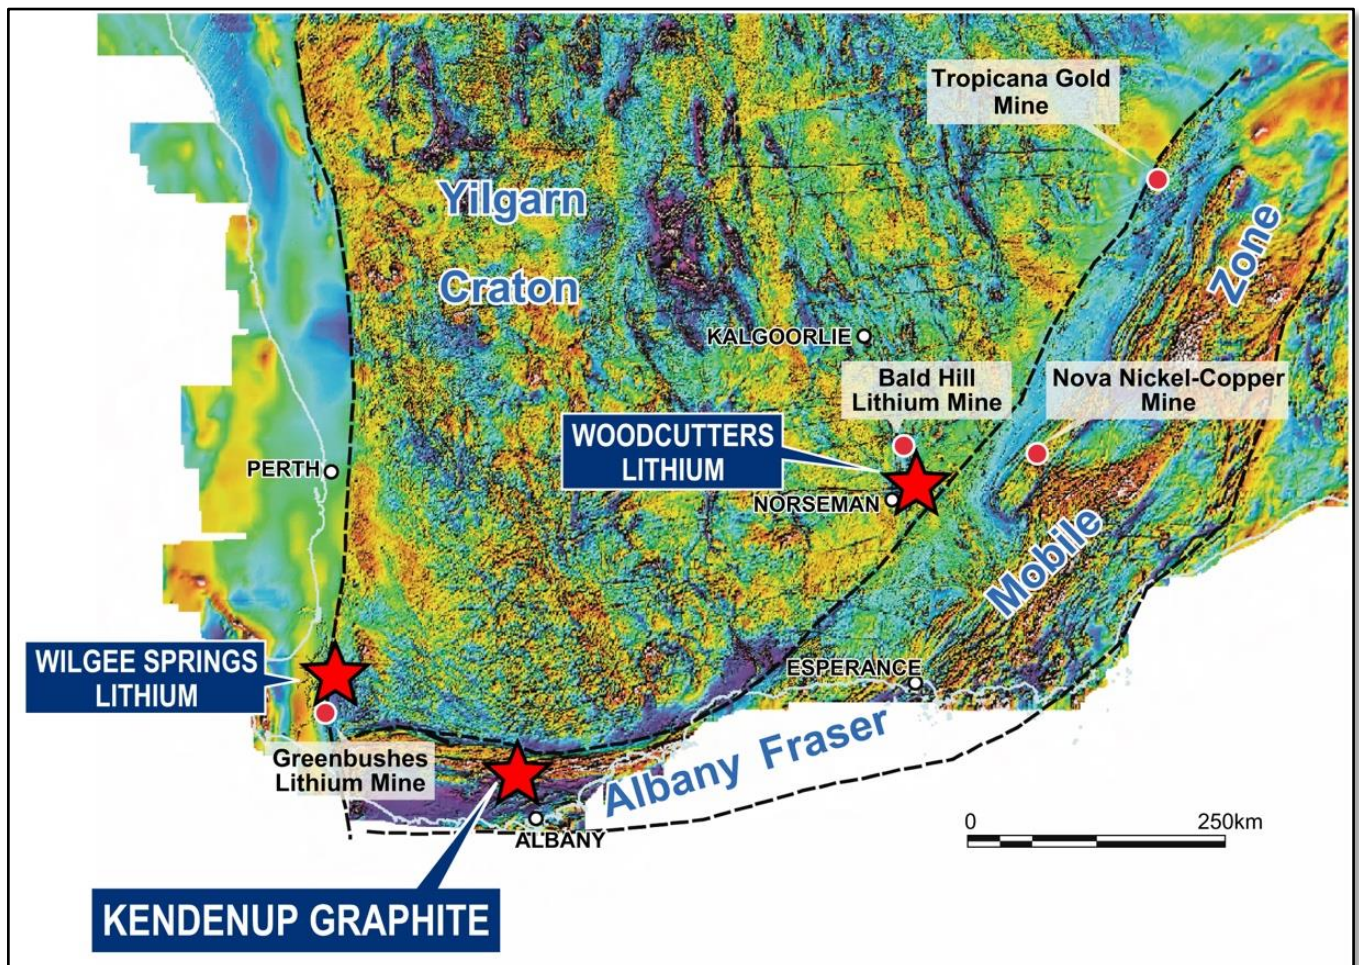 Tropicana Gold
Mine
Yilgarn
Craton
Zone
KALGOORLIE
Bald Hill
Lithium Mine
Nova Nickel-Copper
Mine
WOODCUTTERS
LITHIUM
PERTH
NORSEMAN
Mobile
WILGEE SPRINGS
LITHIUM
ESPERANCE
Greenbushes
Lithium Mine
Albany Fraser
ALBANY
0 250km
KENDENUP GRAPHITE